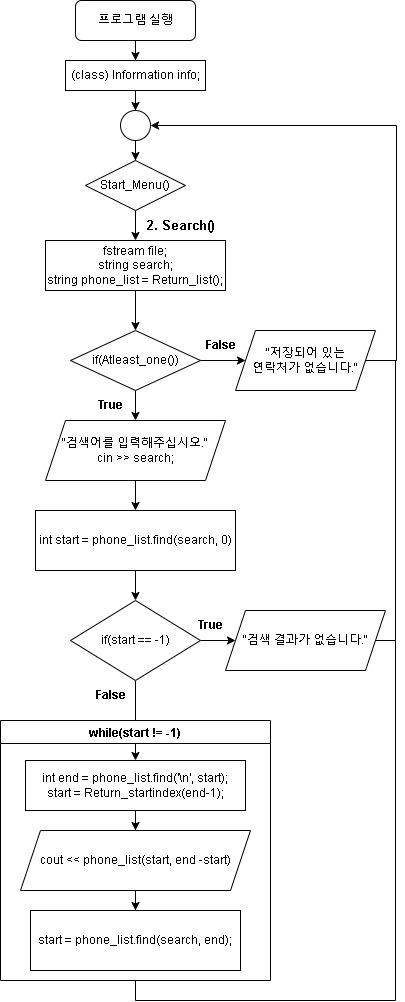 프로그램 실행
(class) Information info;
Start_Menu()
2. Search()
fstream file;
string search;
string phone_list = Return_list();
if(Atleast_one())
False
"저장되어 있는
연락처가 없습니다."
True
"검색어를 입력해주십시오."
cin >> search;
int start = phone_list.find(search, 0)
if(start == -1)
True
"검색 결과가 없습니다."
False
while(start != -1)
int end = phone_list.find('\n', start);
start = Return_startindex(end-1);
cout << phone_list(start, end -start)
start = phone_list.find(search, end);